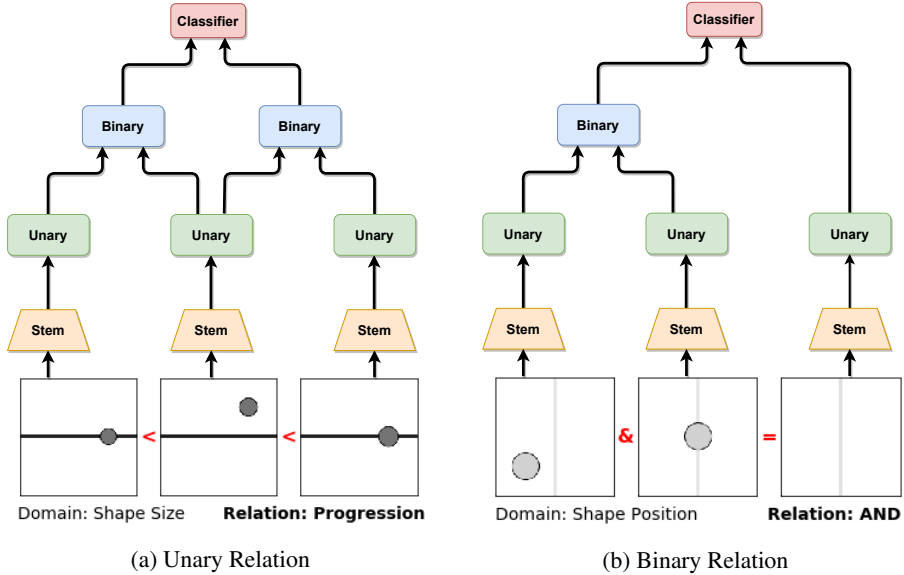 Classifier
Binary
Binary
Unary
Unary
Unary
Stem
Stem
Stem
<
<
Domain: Shape Size
Relation: Progression
(a) Unary Relation
Classifier
Binary
Unary
Unary
Unary
Stem
Stem
Stem
&
=
Domain: Shape Position
Relation: AND
(b) Binary Relation